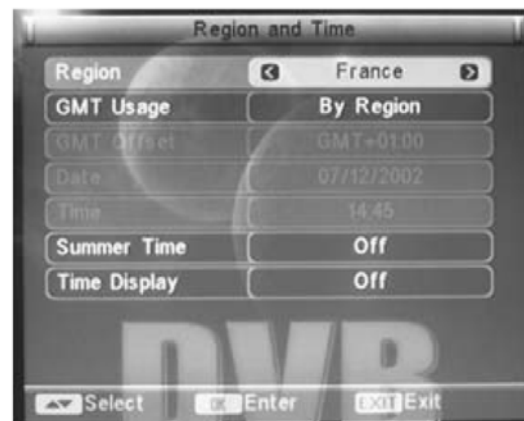 Region and Time
Region France
GMT Usage By Region
GMT Offset GMT+01:00
Date 07/12/2002
Time 14:45
Summer Time Off
Time Display Off
DVB
Select OK Enter EXIT Exit